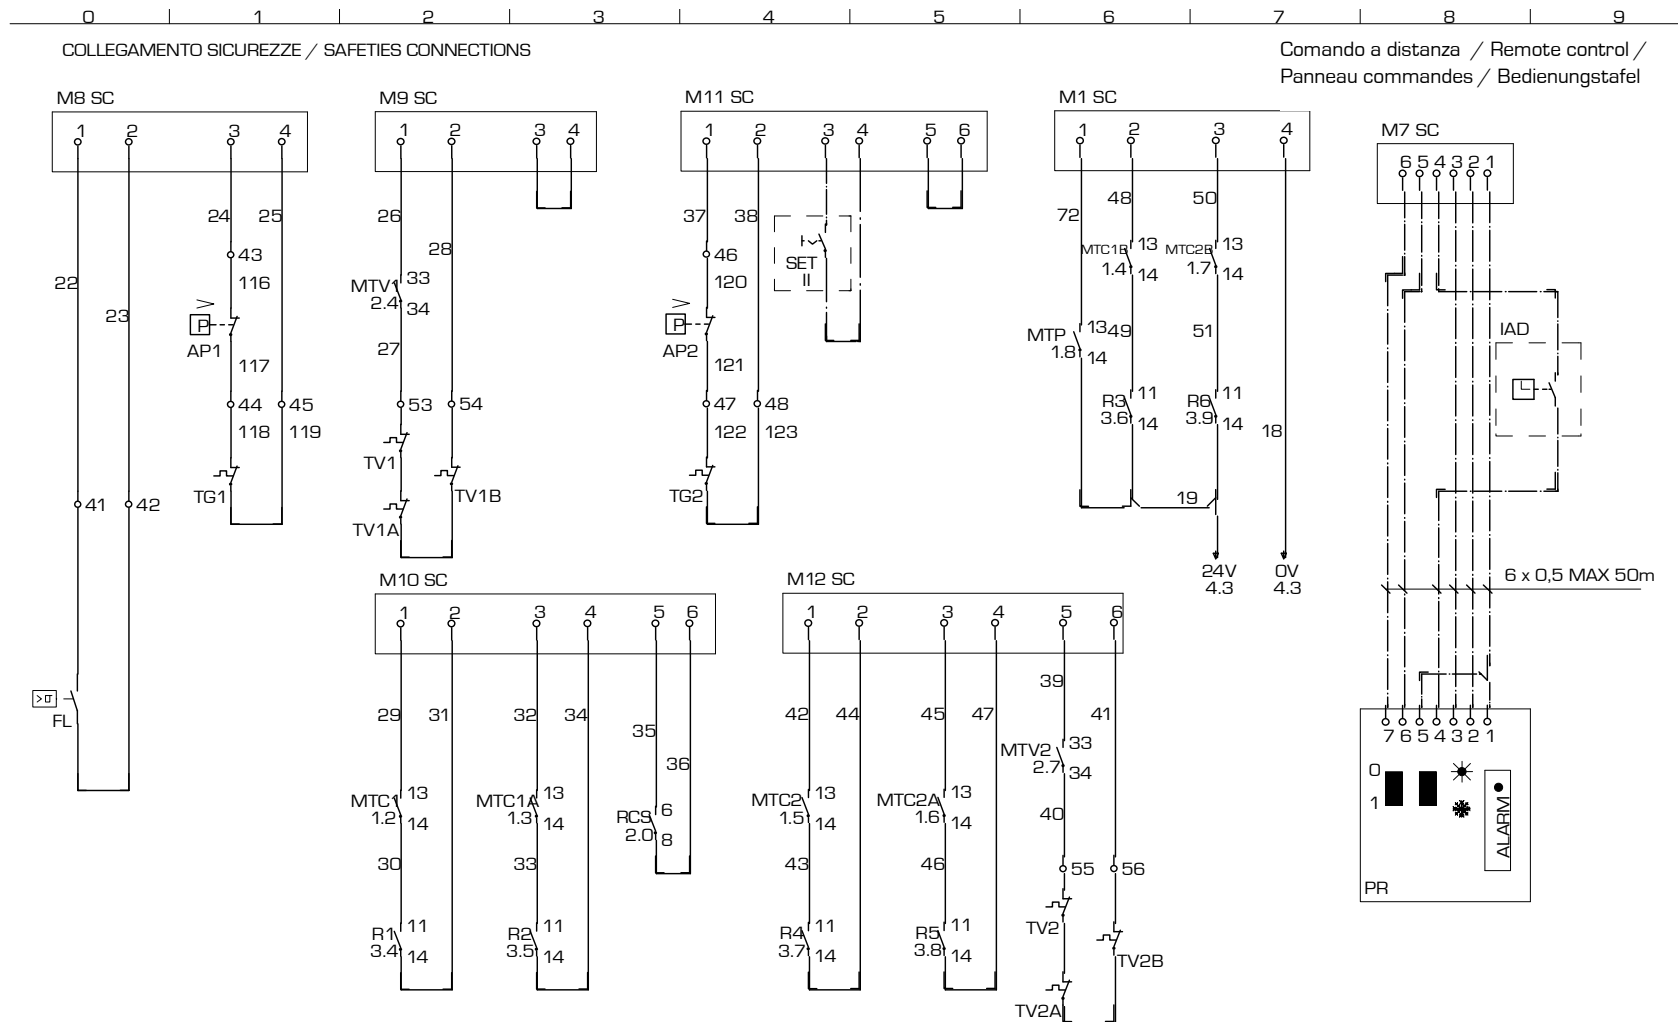 0 1 2 3 4 5 6 7 8 9
COLLEGAMENTO SICUREZZE / SAFETIES CONNECTIONS
Comando a distanza / Remote control /
Panneau commandes / Bedienungstafel
M8 SC
1 2 3 4
22
23
24 25
43
116
V
P
AP1
117
44 45
118 119
TG1
41 42
FL
M9 SC
1 2 3 4
26
28
33
MTV1
2.4 34
27
53 54
TV1
TV1B
TV1A
M11 SC
1 2 3 4 5 6
37 38
46
120
SET
II
V
P
AP2
121
47 48
122 123
TG2
M1 SC
1 2 3 4
72 48 50
MTC1B 13
1.4 14
MTC2B 13
1.7 14
MTP 13
1.8 14
49 51
R3 11
3.6 14
R6 11
3.9 14
18
19
24V 0V
4.3 4.3
M7 SC
6 5 4 3 2 1
IAD
6 x 0,5 MAX 50m
7 6 5 4 3 2 1
0
1
ALARM
PR
M10 SC
1 2 3 4 5 6
29 31 32 34 35 36
MTC1 13
1.2 14
MTC1A 13
1.3 14
RCS 6
2.0 8
30 33
R1 11
3.4 14
R2 11
3.5 14
M12 SC
1 2 3 4 5 6
39
42 44 45 47 41
MTV2 33
2.7 34
MTC2 13
1.5 14
MTC2A 13
1.6 14
40
43 46
55 56
R4 11
3.7 14
R5 11
3.8 14
TV2
TV2B
TV2A